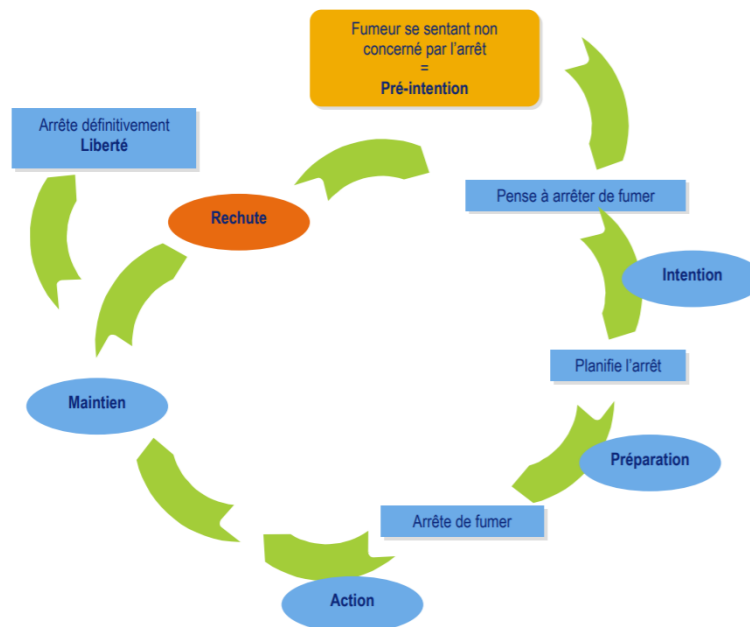 Fumeur se sentant non
concerné par l'arrêt
=
Pré-intention
Arrête définitivement
Liberté
Pense à arrêter de fumer
Rechute
Intention
Planifie l'arrêt
Maintien
Préparation
Arrête de fumer
Action